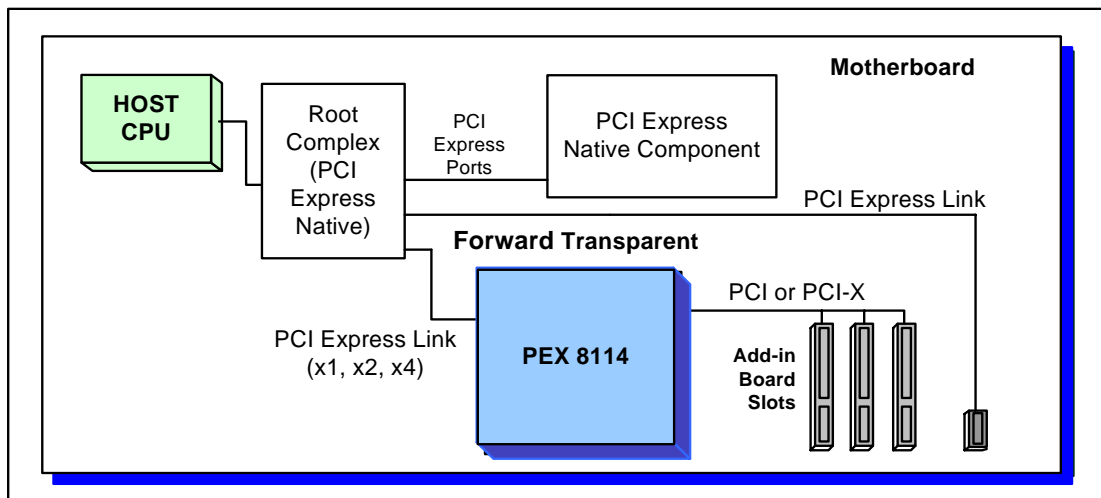 Motherboard
HOST
CPU
Root
Complex
(PCI
Express
Native)
PCI
Express
Ports
PCI Express
Native Component
PCI Express Link
Forward Transparent
PCI Express Link
(x1, x2, x4)
PEX 8114
PCI or PCI-X
Add-in
Board
Slots